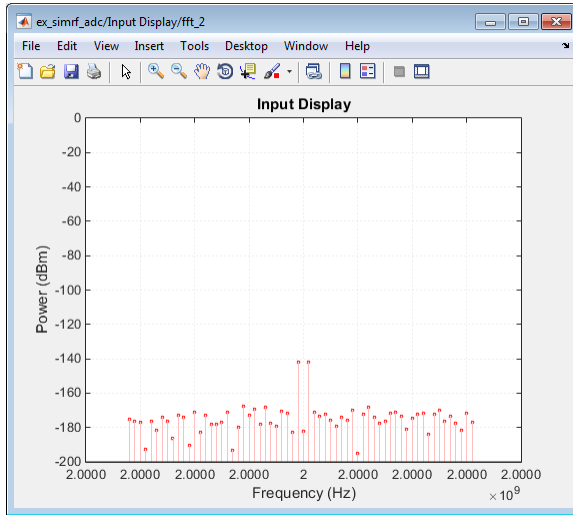 ex_simrf_adc/Input Display/fft_2
File Edit View Insert Tools Desktop Window Help
Input Display
0
-20
-40
-60
-80
-100
-120
-140
-160
-180
-200
Power (dBm)
2.0000 2.0000 2.0000 2.0000 2 2.0000 2.0000 2.0000 2.0000
Frequency (Hz)
×10^9